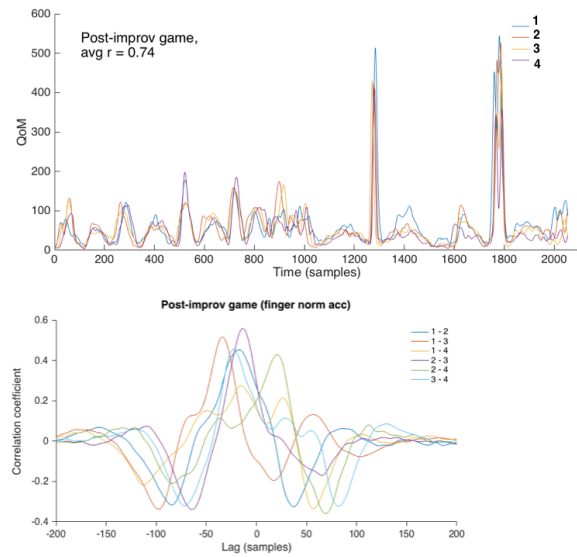 600
500
400
300
200
100
0
QoM
Post-improv game,
avg r = 0.74
1
2
3
4
0 200 400 600 800 1000 1200 1400 1600 1800 2000
Time (samples)
Post-improv game (finger norm acc)
0.6
0.4
0.2
0
-0.2
-0.4
Correlation coefficient
1 - 2
1 - 3
1 - 4
2 - 3
2 - 4
3 - 4
-200 -150 -100 -50 0 50 100 150 200
Lag (samples)